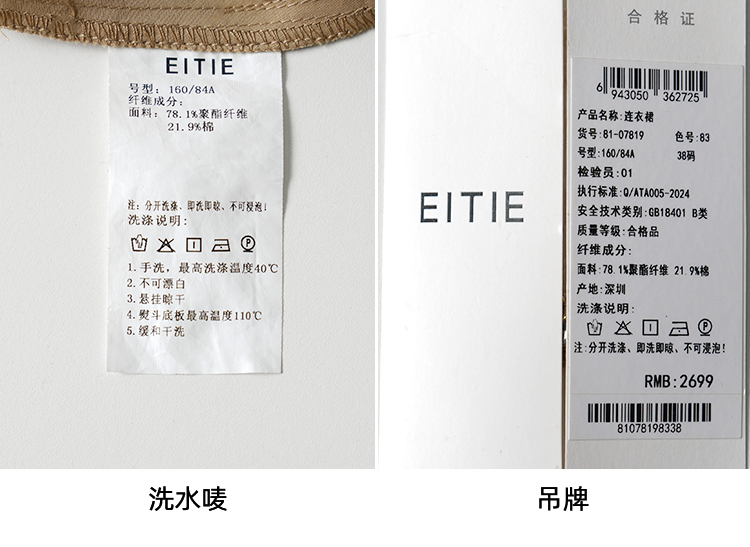 EITIE
号型: 160/84A
纤维成分:
面料: 78.1%聚酯纤维
21.9%棉
注: 分开洗涤、即洗即晾、不可浸泡!
洗涤说明:
1.手洗，最高洗涤温度40℃
2.不可漂白
3.悬挂晾干
4.熨斗底板最高温度110℃
5.缓和干洗
洗水唛
EITIE
合格证
6 943050 362725
产品名称:连衣裙
货号:81-07819 色号:83
号型:160/84A 38码
检验员:01
执行标准:Q/ATA005-2024
安全技术类别:GB18401 B类
质量等级:合格品
纤维成分:
面料:78.1%聚酯纤维 21.9%棉
产地:深圳
洗涤说明:
注:分开洗涤、即洗即晾、不可浸泡!
RMB:2699
81078198338
吊牌